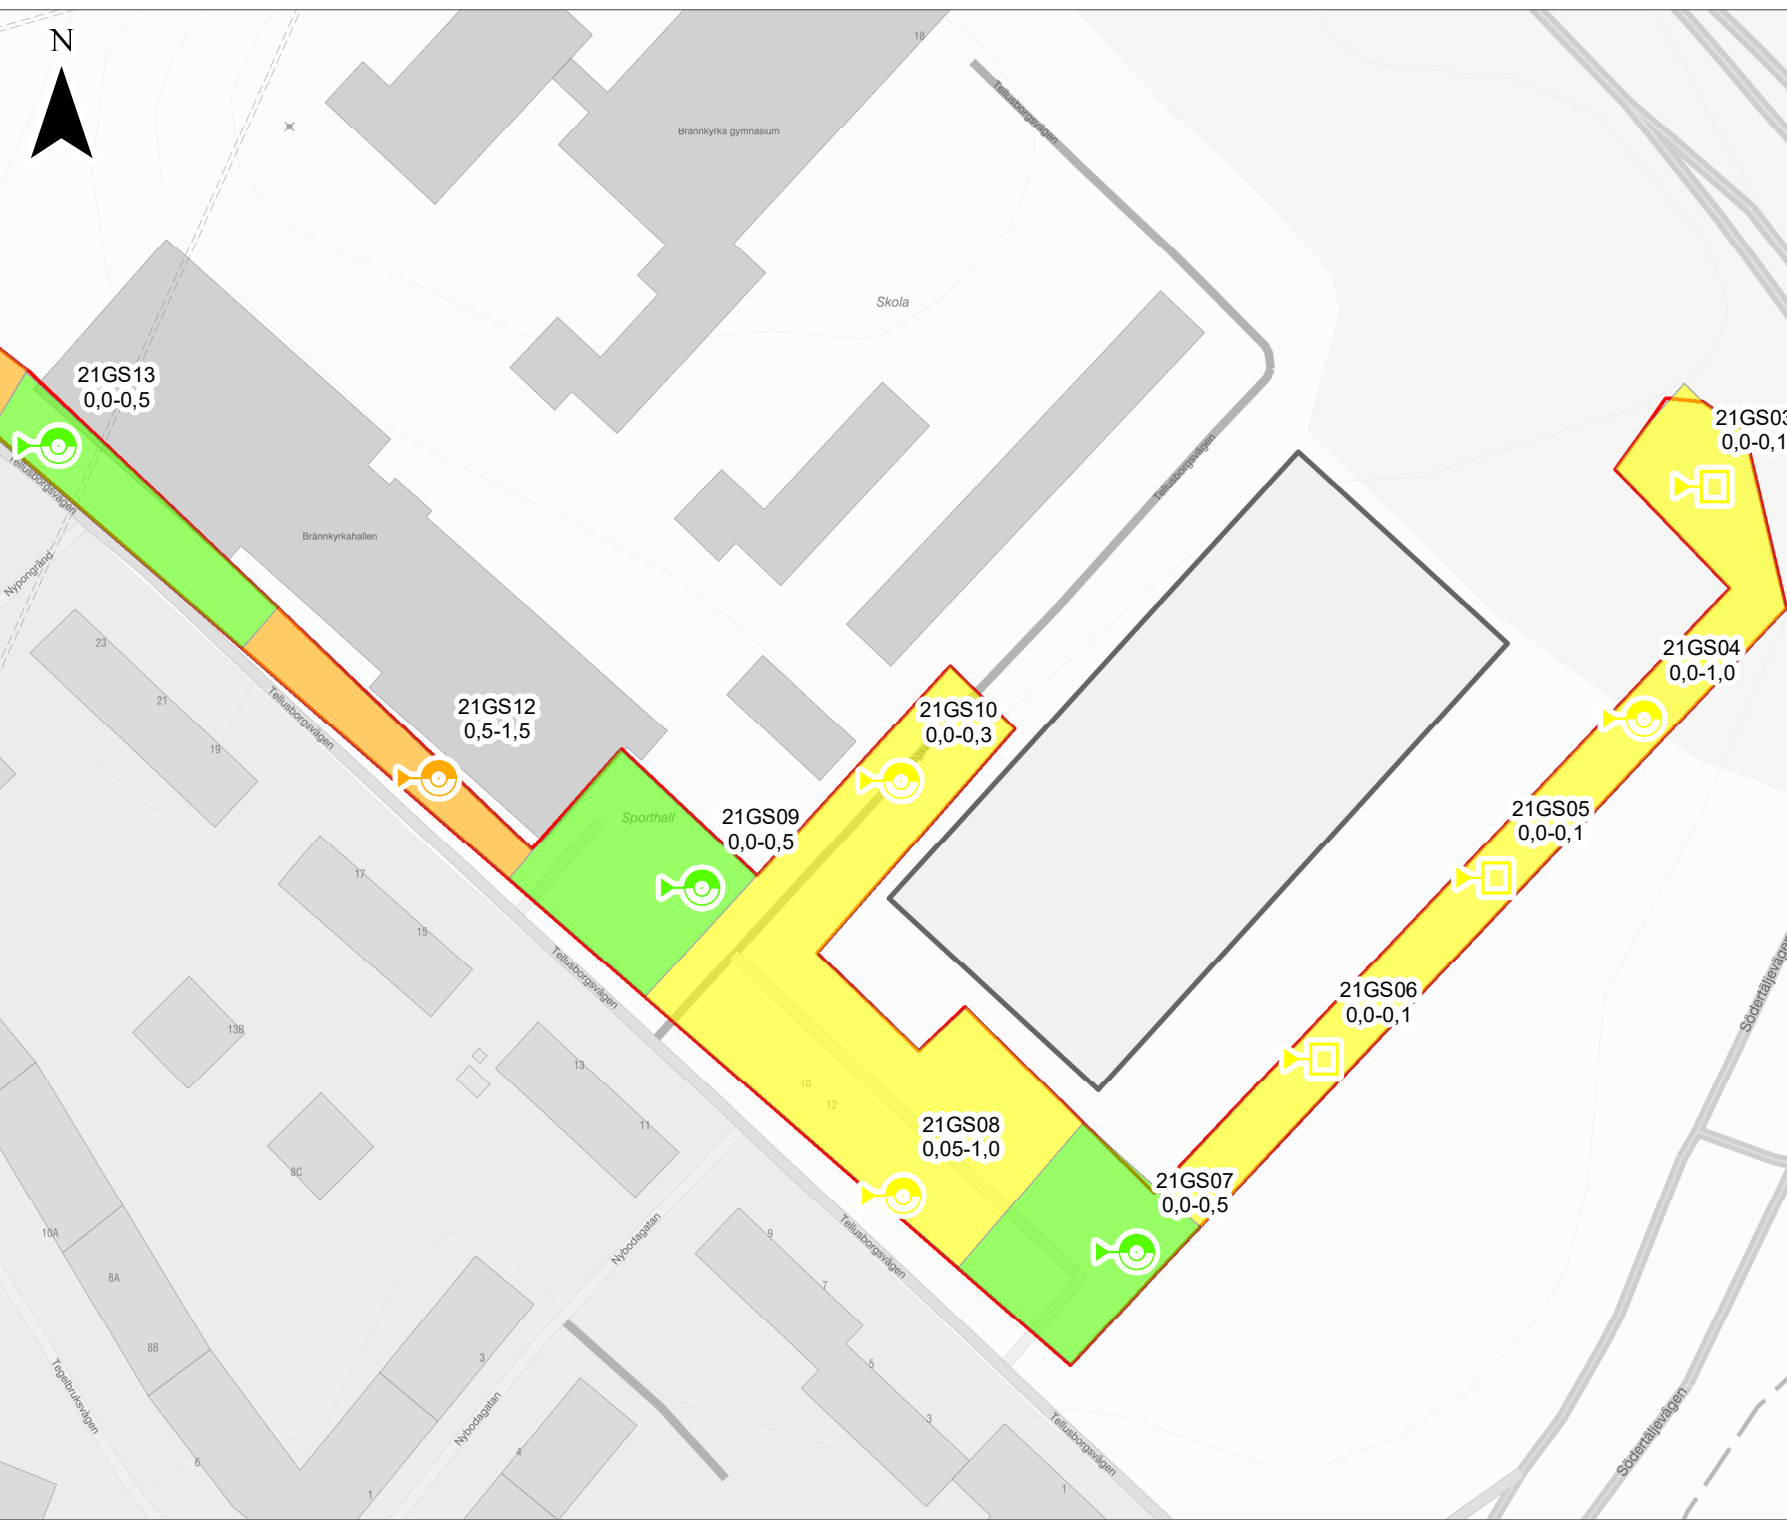 N
18
Tellusborgsvägen
Brännkyrka gymnasium
Skola
21GS13
0,0-0,5
21GS03
0,0-0,1
Tellusborgsvägen
Tellusborgsvägen
Brännkyrkahallen
Nypongränd
23
21
19
Tellusborgsvägen
21GS12
0,5-1,5
21GS10
0,0-0,3
21GS04
0,0-1,0
Sporthall
21GS09
0,0-0,5
21GS05
0,0-0,1
17
15
Tellusborgsvägen
21GS06
0,0-0,1
Södertäljevägen
13B
13
11
10
12
21GS08
0,05-1,0
21GS07
0,0-0,5
8C
10A
8A
8B
Nybodagatan
9
7
5
3
Tellusborgsvägen
3
Tegelbruksvägen
Nybodagatan
4
6
1
Tellusborgsvägen
1
Södertäljevägen